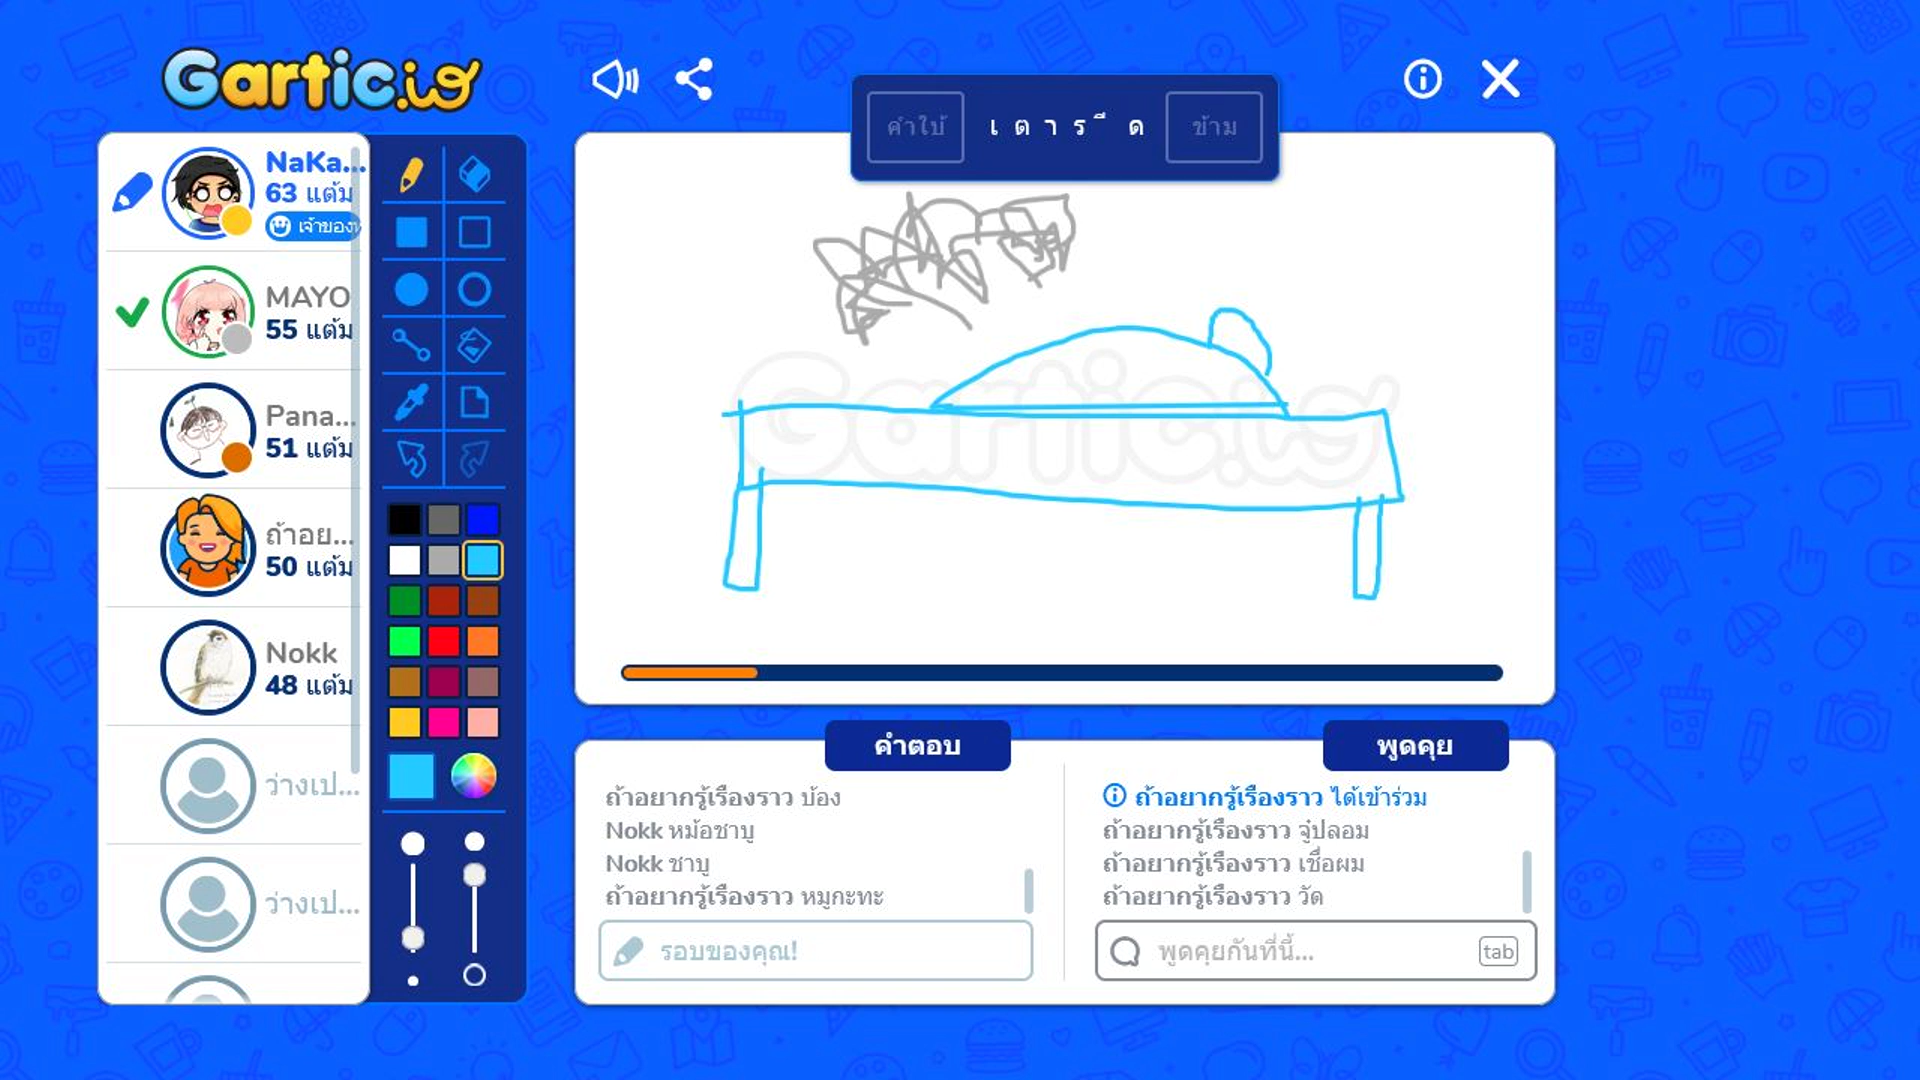 Gartic.io
คำใบ้
เ ต า ร ี ด
ข้าม
NaKa...
63 แต้ม
เจ้าของห
MAYO
55 แต้ม
Pana...
51 แต้ม
ถ้าอย...
50 แต้ม
Nokk
48 แต้ม
ว่างเป...
ว่างเป...
Gartic.io
คำตอบ
ถ้าอยากรู้เรืองราว บ้อง
Nokk หม้อชาบู
Nokk ชาบู
ถ้าอยากรู้เรืองราว หมูกะทะ
รอบของคุณ!
พูดคุย
ถ้าอยากรู้เรืองราว ได้เข้าร่วม
ถ้าอยากรู้เรืองราว จู๋ปลอม
ถ้าอยากรู้เรืองราว เชื่อผม
ถ้าอยากรู้เรืองราว วัด
พูดคุยกันที่นี้...
tab